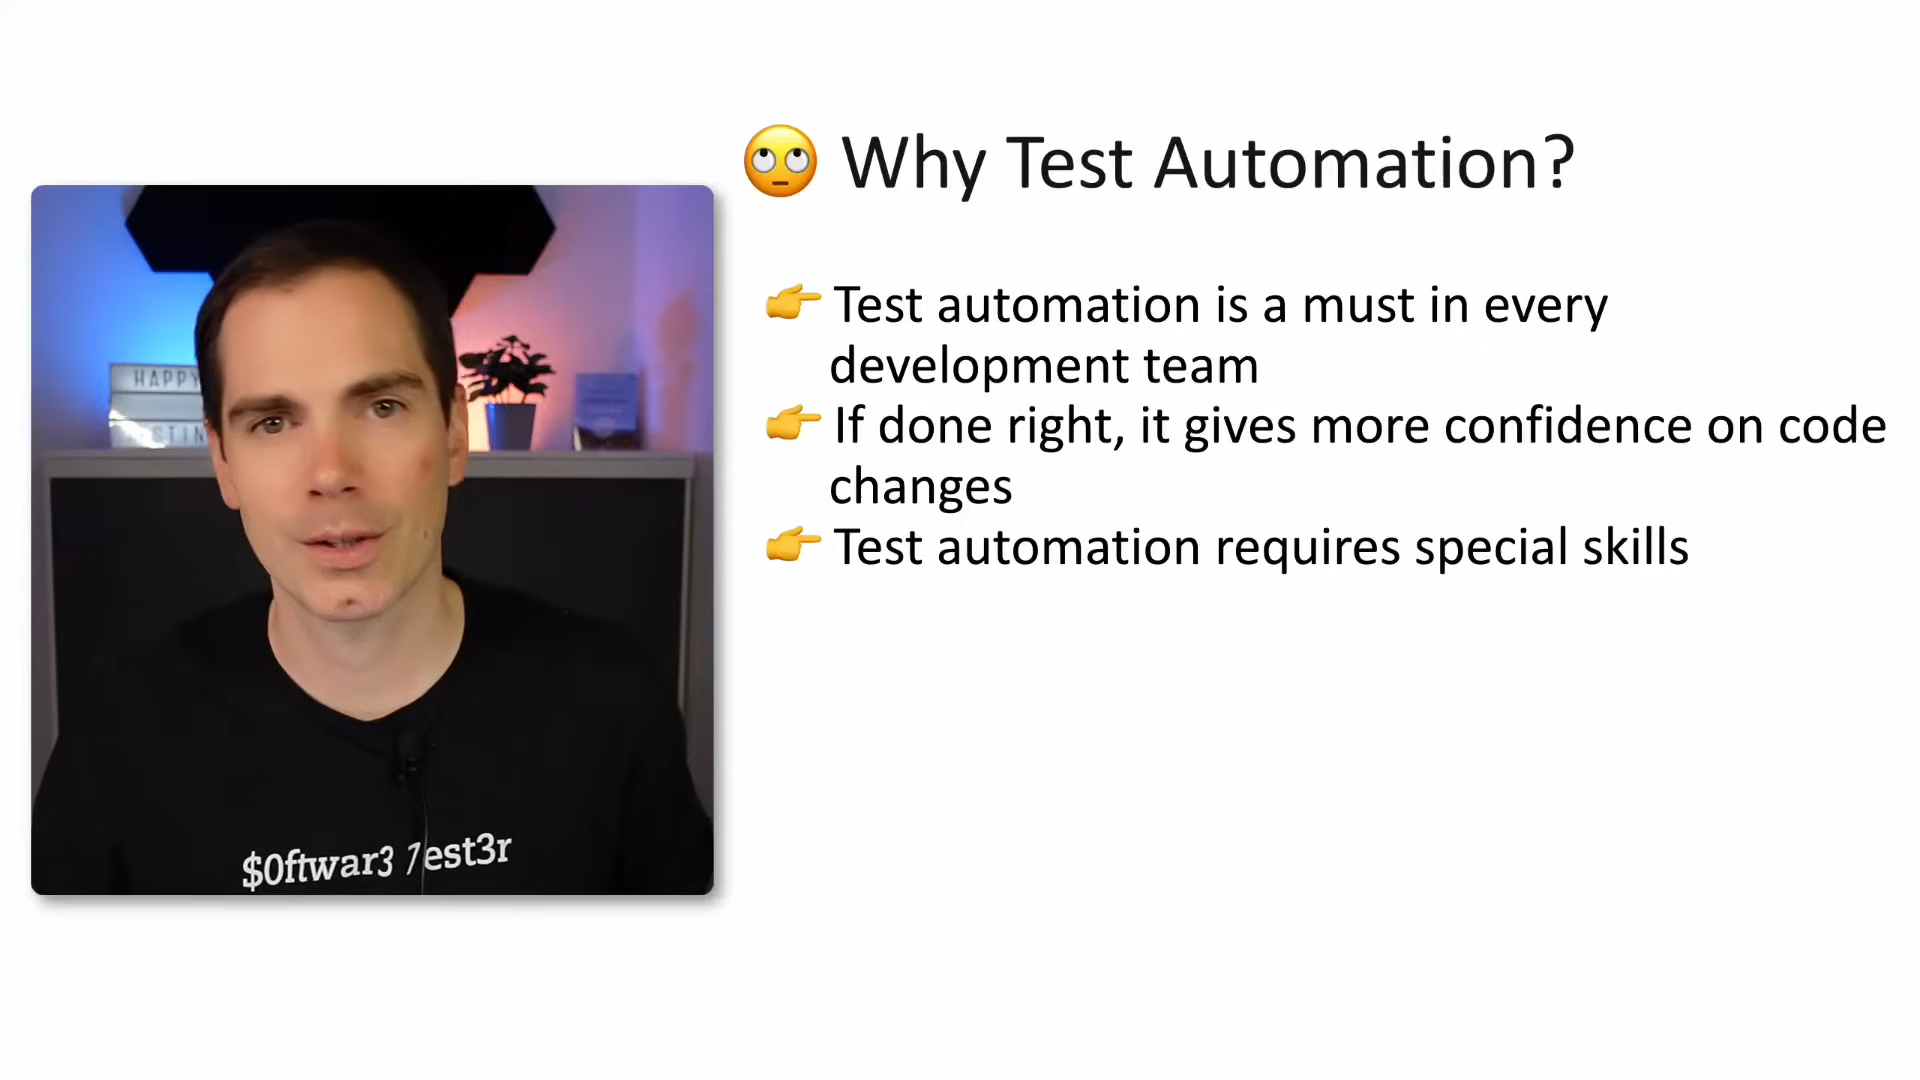 🙄 Why Test Automation?
👉 Test automation is a must in every
development team
👉 If done right, it gives more confidence on code
changes
👉 Test automation requires special skills
HAPPY
STIN
$0ftwar3 7est3r